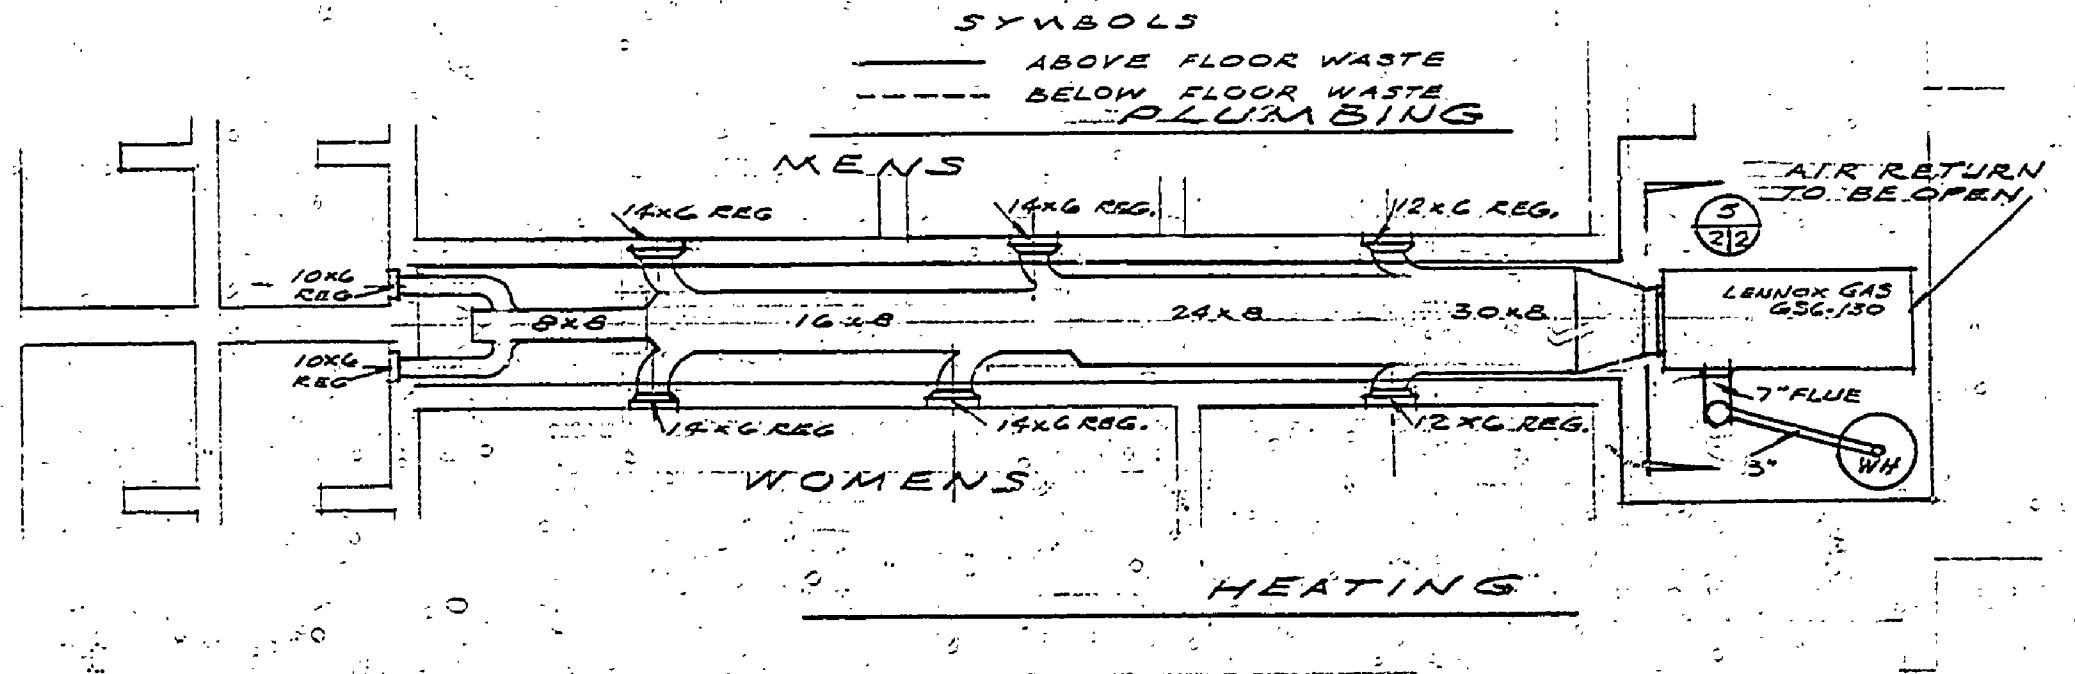 SYMBOLS
ABOVE FLOOR WASTE
BELOW FLOOR WASTE
PLUMBING
MENS
AIR RETURN
TO BE OPEN
14x6 REG
14x6 REG.
12x6 REG.
5
2 2
10x6
REG
8x8
16x8
24x8
30x8
LENNOX GAS
GS6-130
10x6
REG
7" FLUE
14x6 REG
14x6 REG.
12x6 REG.
3"
WH
WOMENS
HEATING